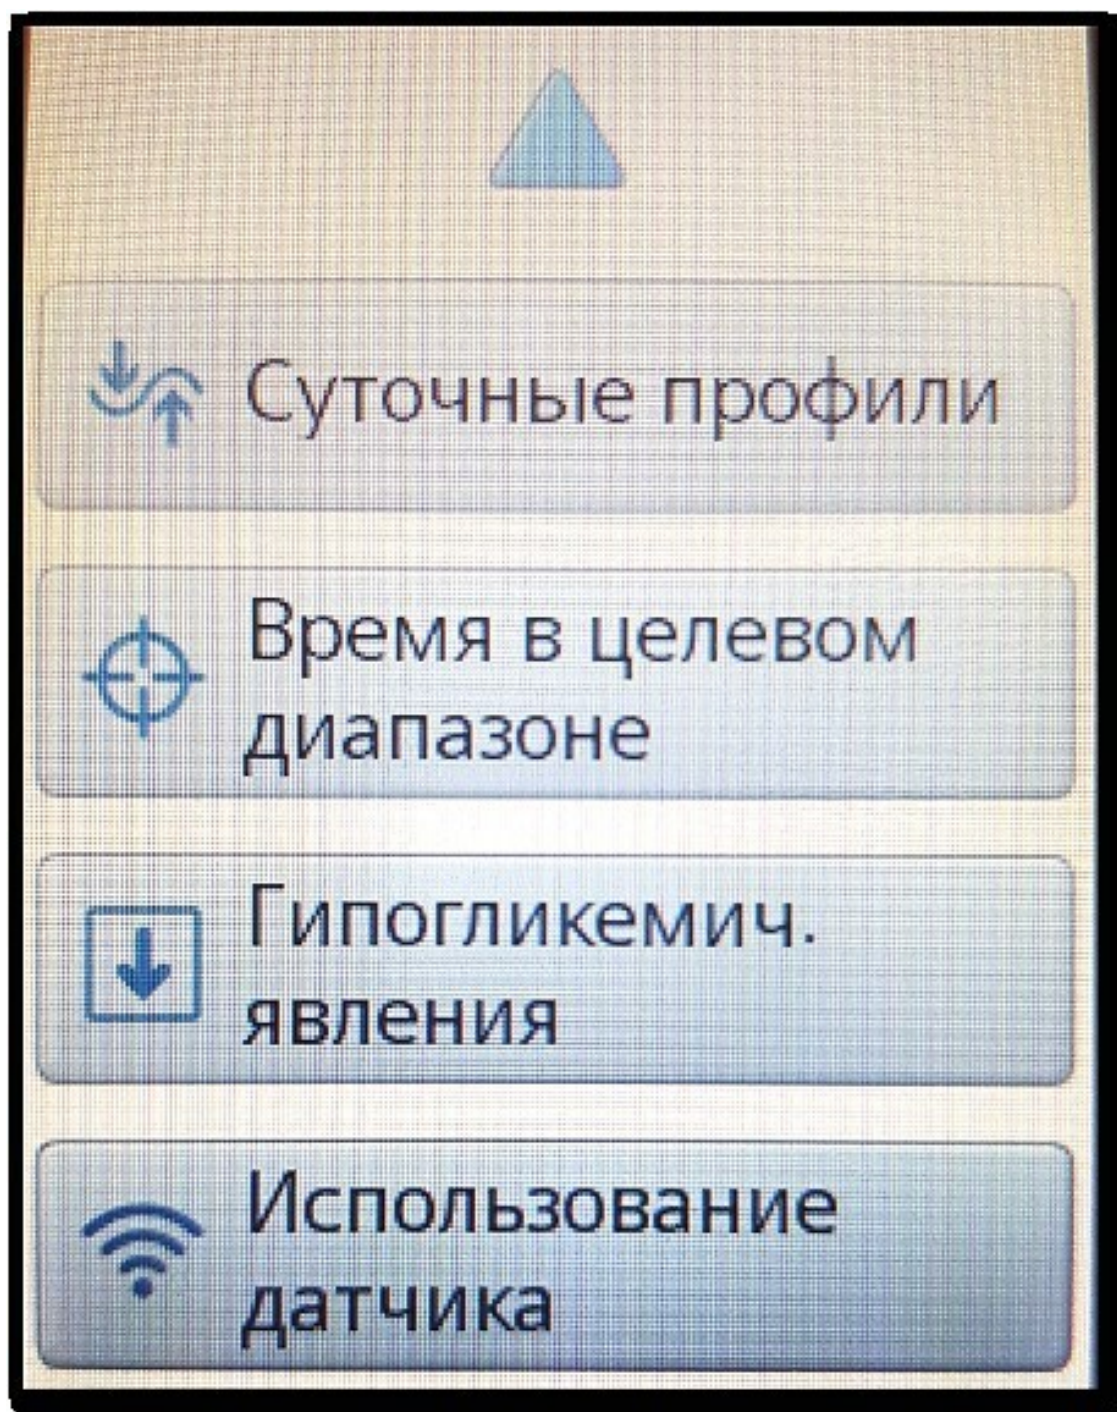 Суточные профили
Время в целевом
диапазоне
Гипогликемич.
явления
Использование
датчика